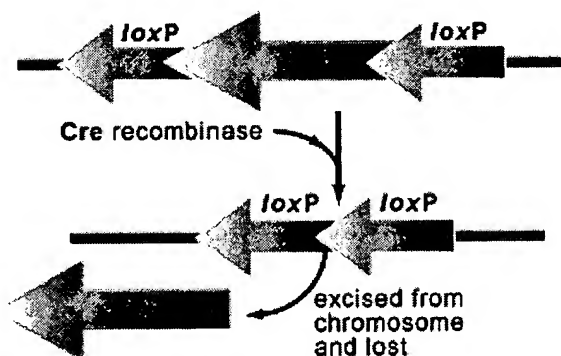 loxP loxP
Cre recombinase
loxP loxP
excised from
chromosome
and lost